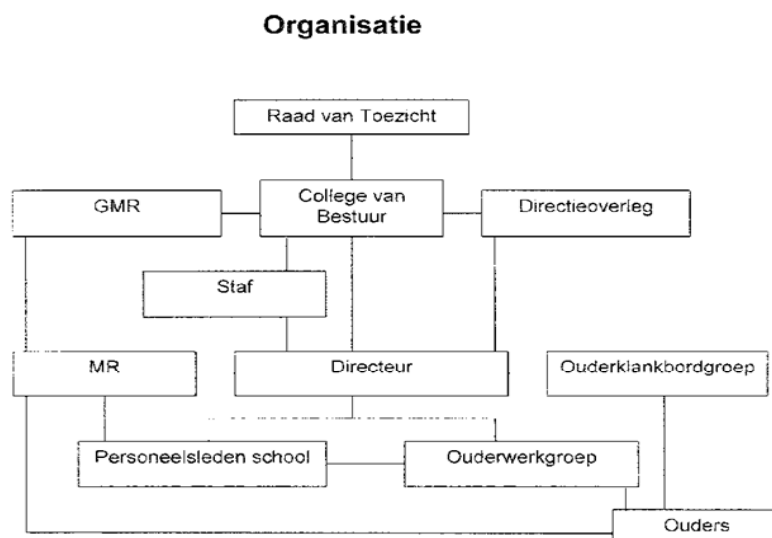 Organisatie
Raad van Toezicht
GMR
College van
Bestuur
Directieoverleg
Staf
MR
Directeur
Ouderklankbordgroep
Personeelsleden school
Ouderwerkgroep
Ouders